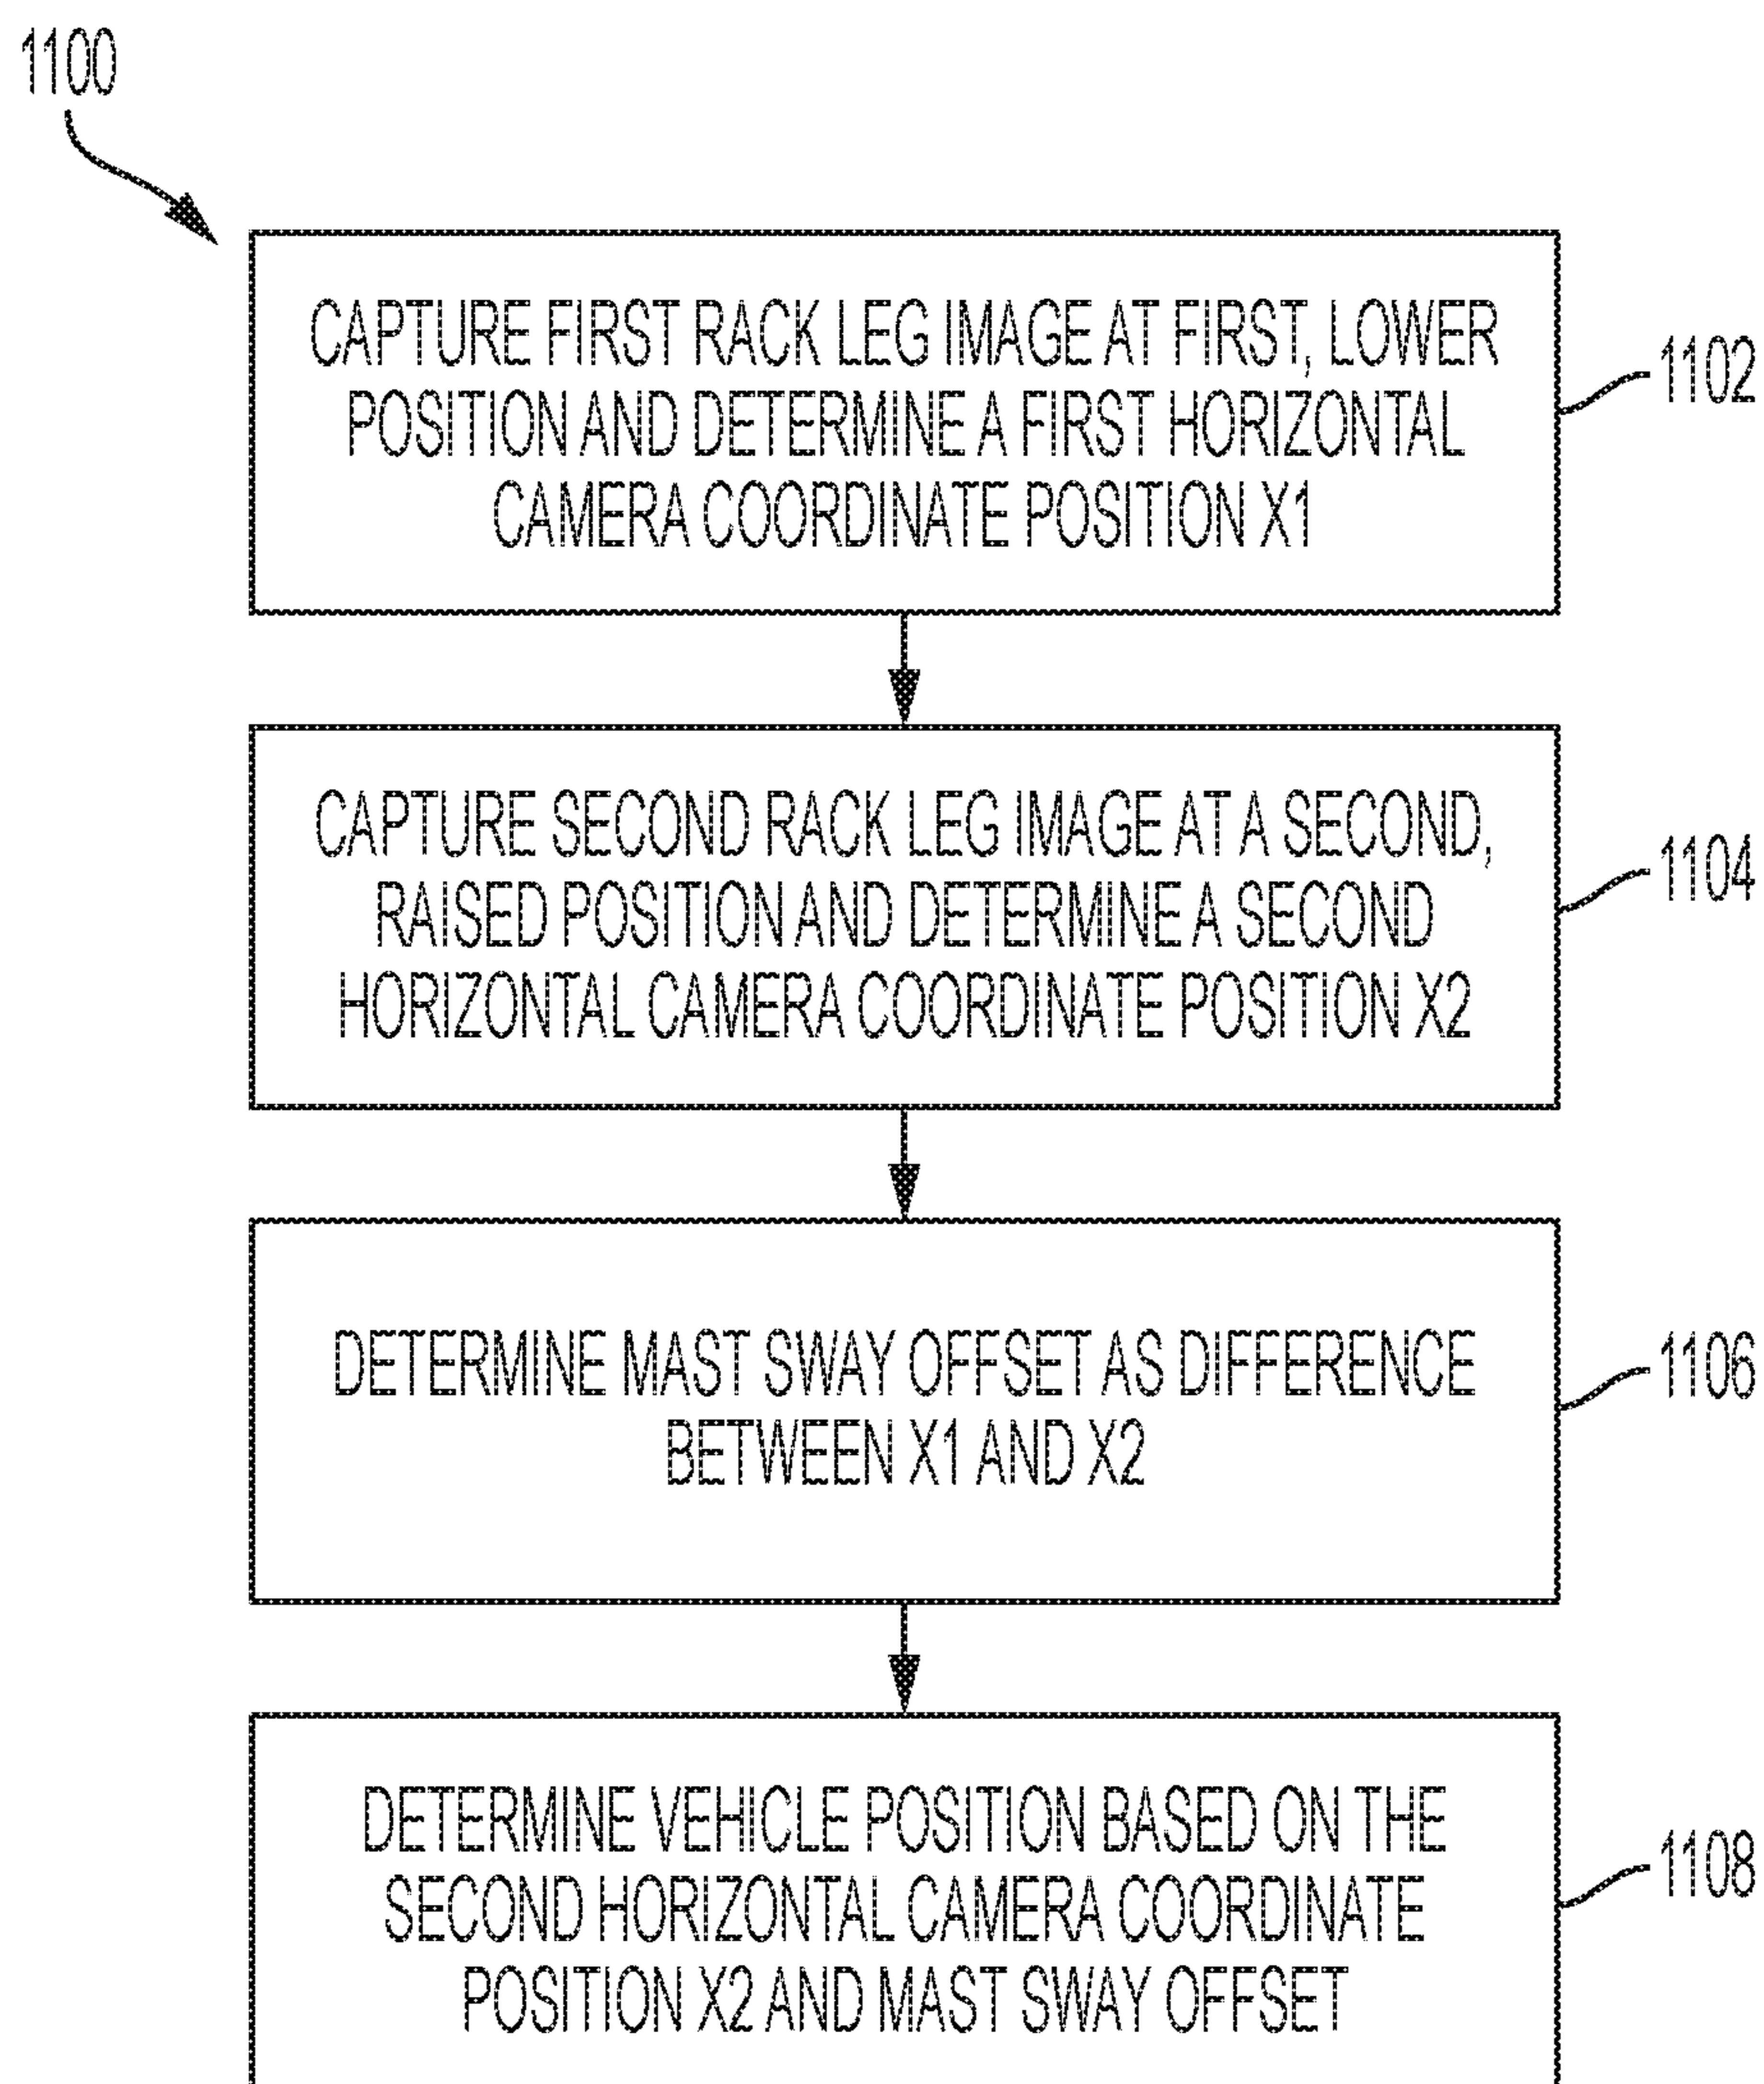 1100
CAPTURE FIRST RACK LEG IMAGE AT FIRST, LOWER
POSITION AND DETERMINE A FIRST HORIZONTAL
CAMERA COORDINATE POSITION X1
1102
CAPTURE SECOND RACK LEG IMAGE AT A SECOND,
RAISED POSITION AND DETERMINE A SECOND
HORIZONTAL CAMERA COORDINATE POSITION X2
1104
DETERMINE MAST SWAY OFFSET AS DIFFERENCE
BETWEEN X1 AND X2
1106
DETERMINE VEHICLE POSITION BASED ON THE
SECOND HORIZONTAL CAMERA COORDINATE
POSITION X2 AND MAST SWAY OFFSET
1108